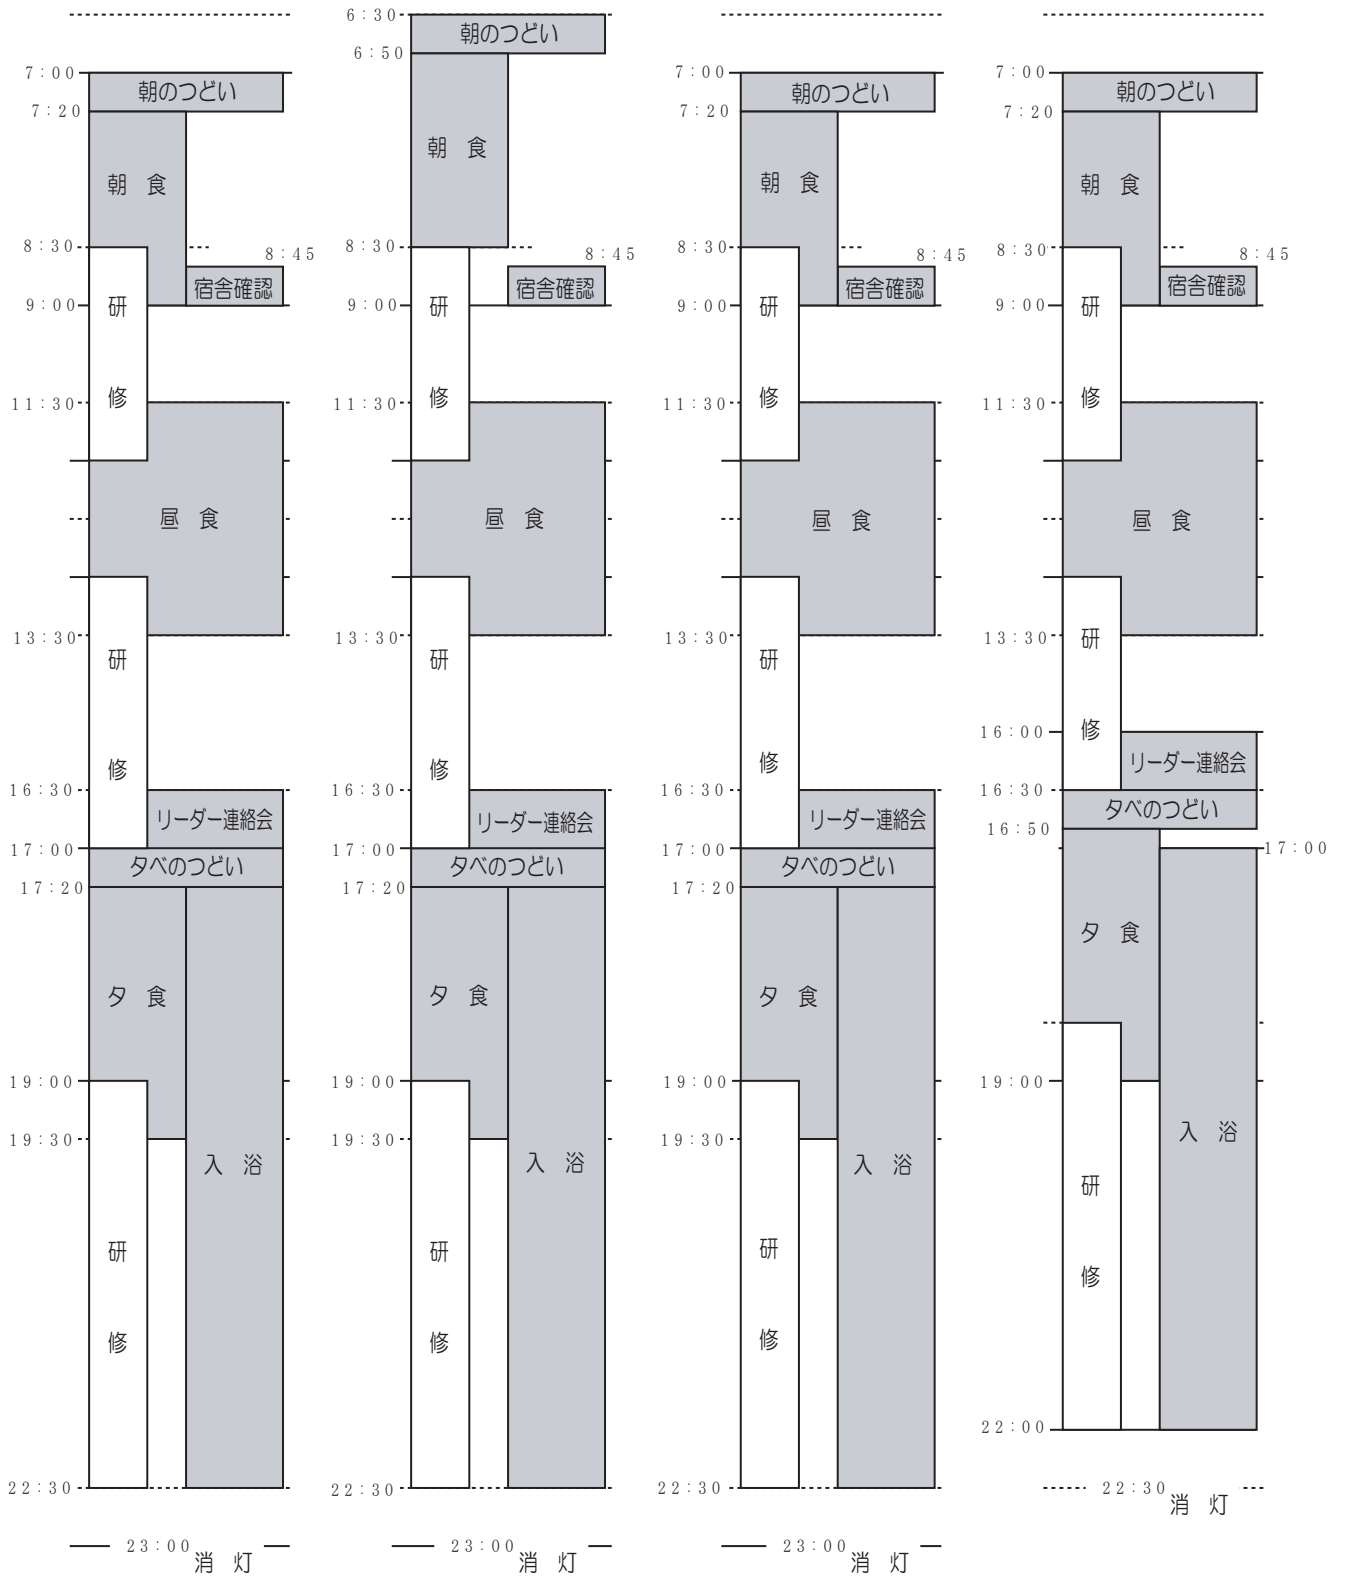 7:00
朝のつどい
7:20
朝 食
8:30
8:45
宿舎確認
9:00
研
修
11:30
昼 食
13:30
研
修
16:30
リーダー連絡会
17:00
夕べのつどい
17:20
夕 食
19:00
19:30
入 浴
研
修
22:30
23:00
消 灯
6:30
朝のつどい
6:50
朝 食
8:30
8:45
宿舎確認
9:00
研
修
11:30
昼 食
13:30
研
修
16:30
リーダー連絡会
17:00
夕べのつどい
17:20
夕 食
19:00
19:30
入 浴
研
修
22:30
23:00
消 灯
7:00
朝のつどい
7:20
朝 食
8:30
8:45
宿舎確認
9:00
研
修
11:30
昼 食
13:30
研
修
16:30
リーダー連絡会
17:00
夕べのつどい
17:20
夕 食
19:00
19:30
入 浴
研
修
22:30
23:00
消 灯
7:00
朝のつどい
7:20
朝 食
8:30
8:45
宿舎確認
9:00
研
修
11:30
昼 食
13:30
研
修
16:00
リーダー連絡会
16:30
夕べのつどい
16:50
17:00
夕 食
19:00
入 浴
研
修
22:00
22:30
消 灯